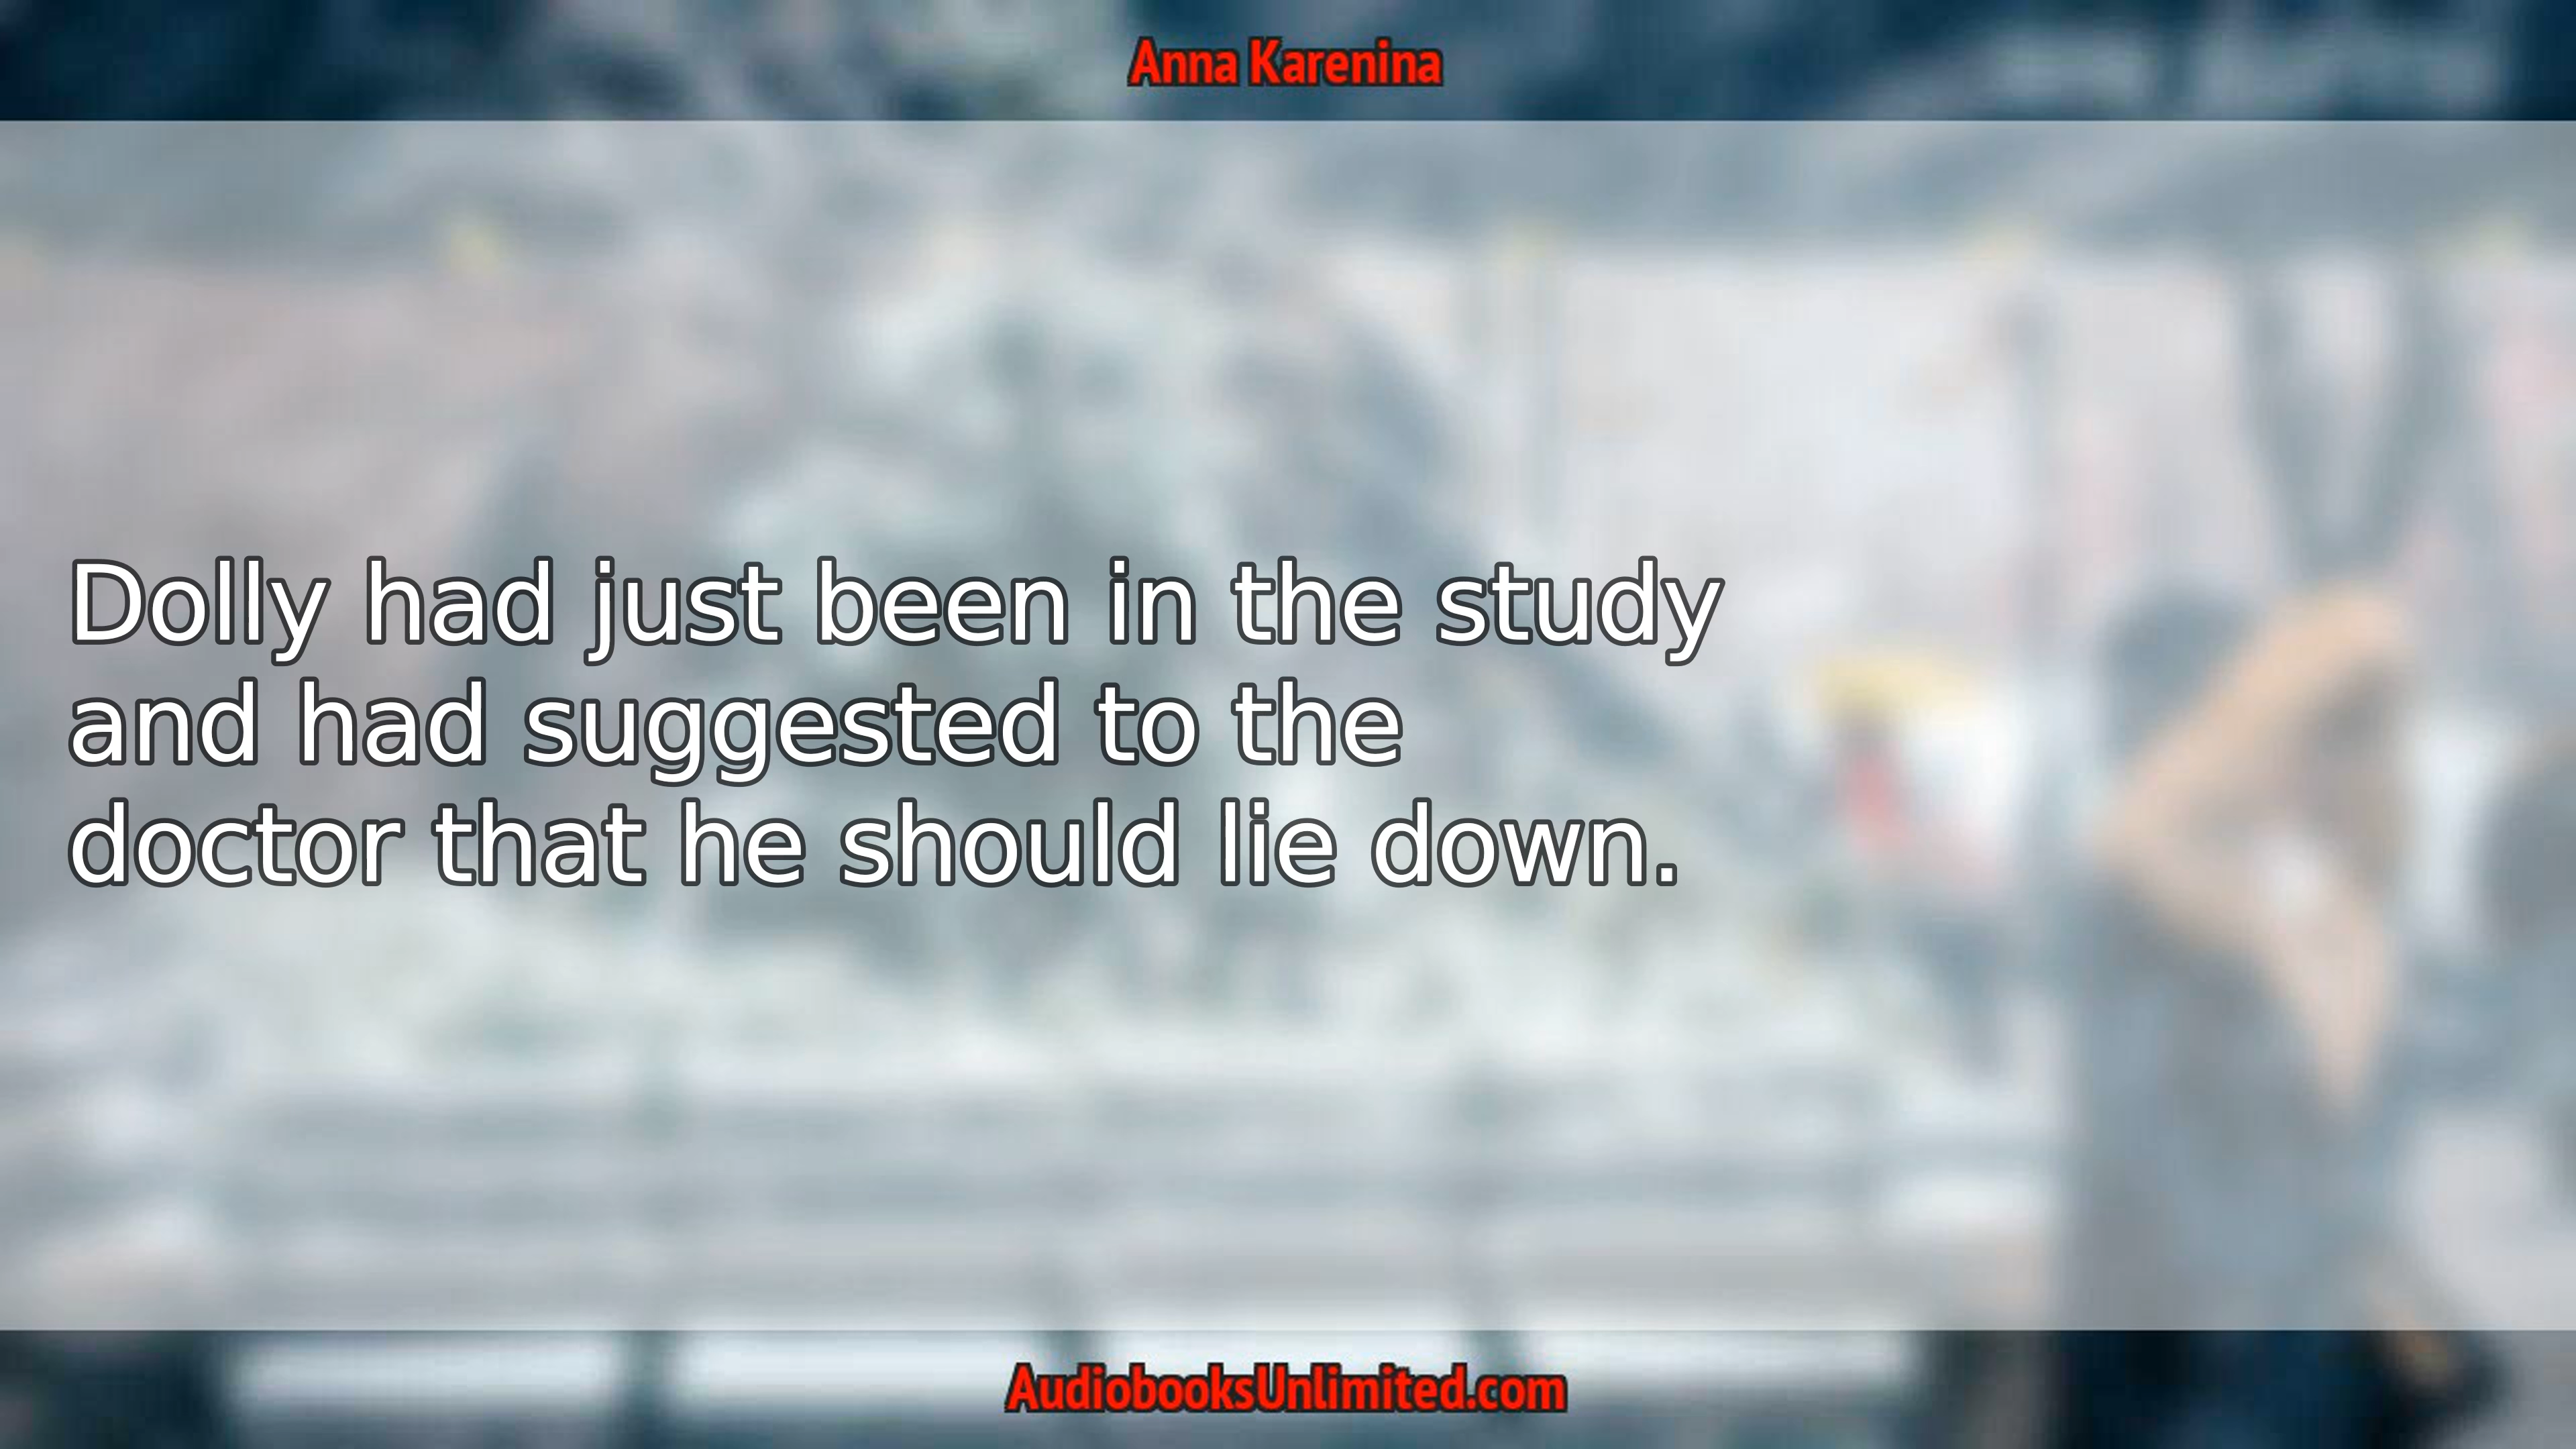 Anna Karenina
Dolly had just been in the study
and had suggested to the
doctor that he should lie down.
AudiobooksUnlimited.com